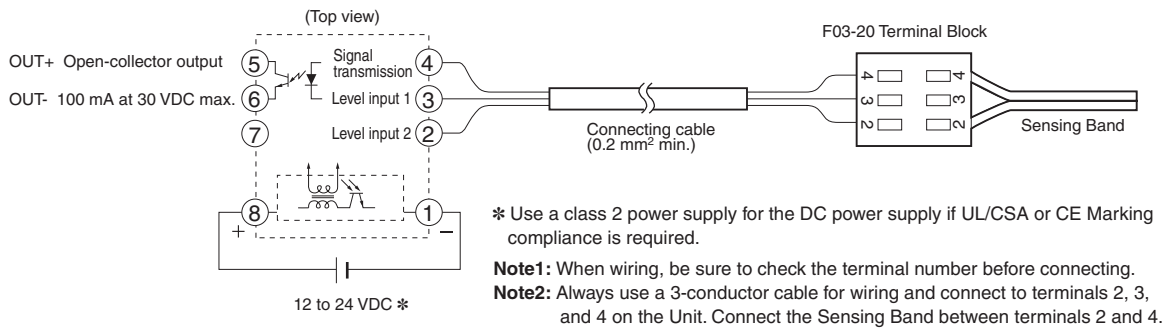 (Top view)
F03-20 Terminal Block
OUT+ Open-collector output
5
Signal
transmission
4
OUT- 100 mA at 30 VDC max.
6
Level input 1
3
7
Level input 2
2
Connecting cable
(0.2 mm² min.)
4
3
2
4
3
2
Sensing Band
8
1
+
−
12 to 24 VDC ✻
✻ Use a class 2 power supply for the DC power supply if UL/CSA or CE Marking
compliance is required.
Note1: When wiring, be sure to check the terminal number before connecting.
Note2: Always use a 3-conductor cable for wiring and connect to terminals 2, 3,
and 4 on the Unit. Connect the Sensing Band between terminals 2 and 4.